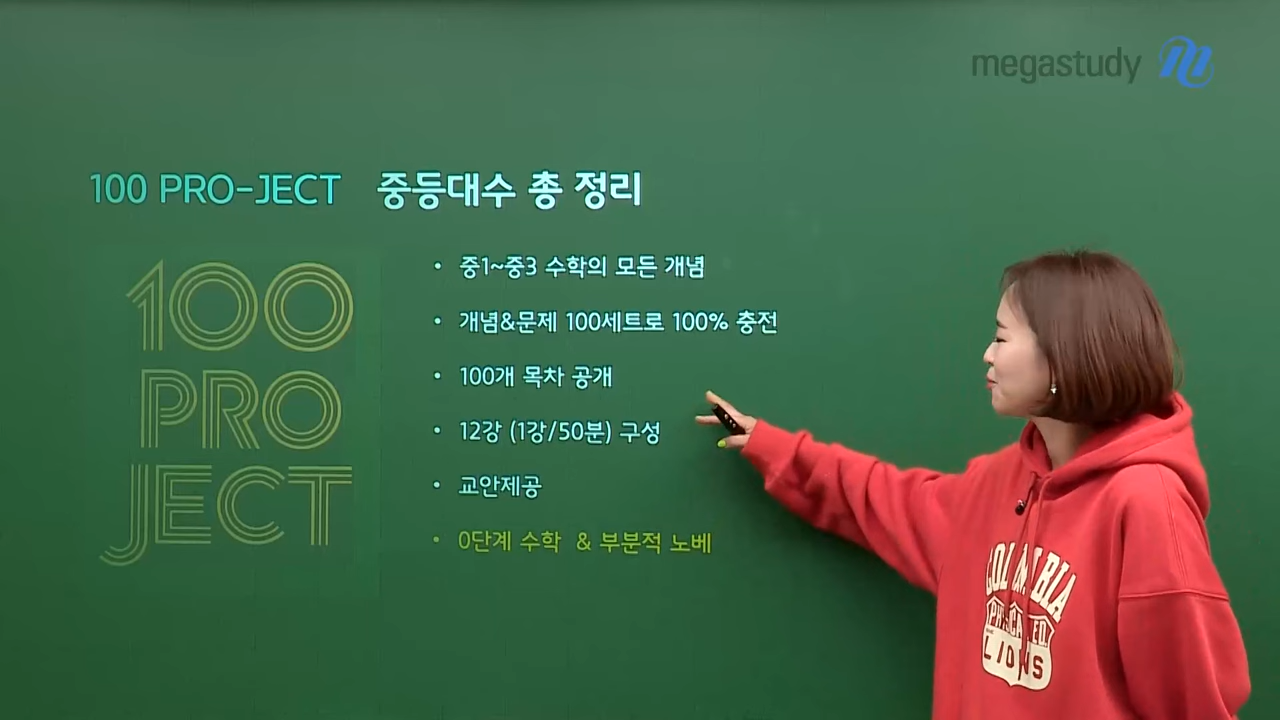 megastudy
100 PRO-JECT 중등대수 총 정리
100
PRO
JECT
• 중1~중3 수학의 모든 개념
• 개념&문제 100세트로 100% 충전
• 100개 목차 공개
• 12강 (1강/50분) 구성
• 교안제공
• 0단계 수학 & 부분적 노베
COLUMBIA
LIONS